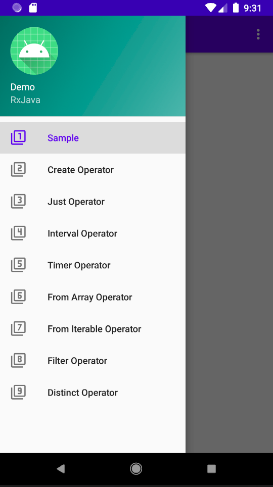 9:31
Demo
RxJava
1 Sample
2 Create Operator
3 Just Operator
4 Interval Operator
5 Timer Operator
6 From Array Operator
7 From Iterable Operator
8 Filter Operator
9 Distinct Operator